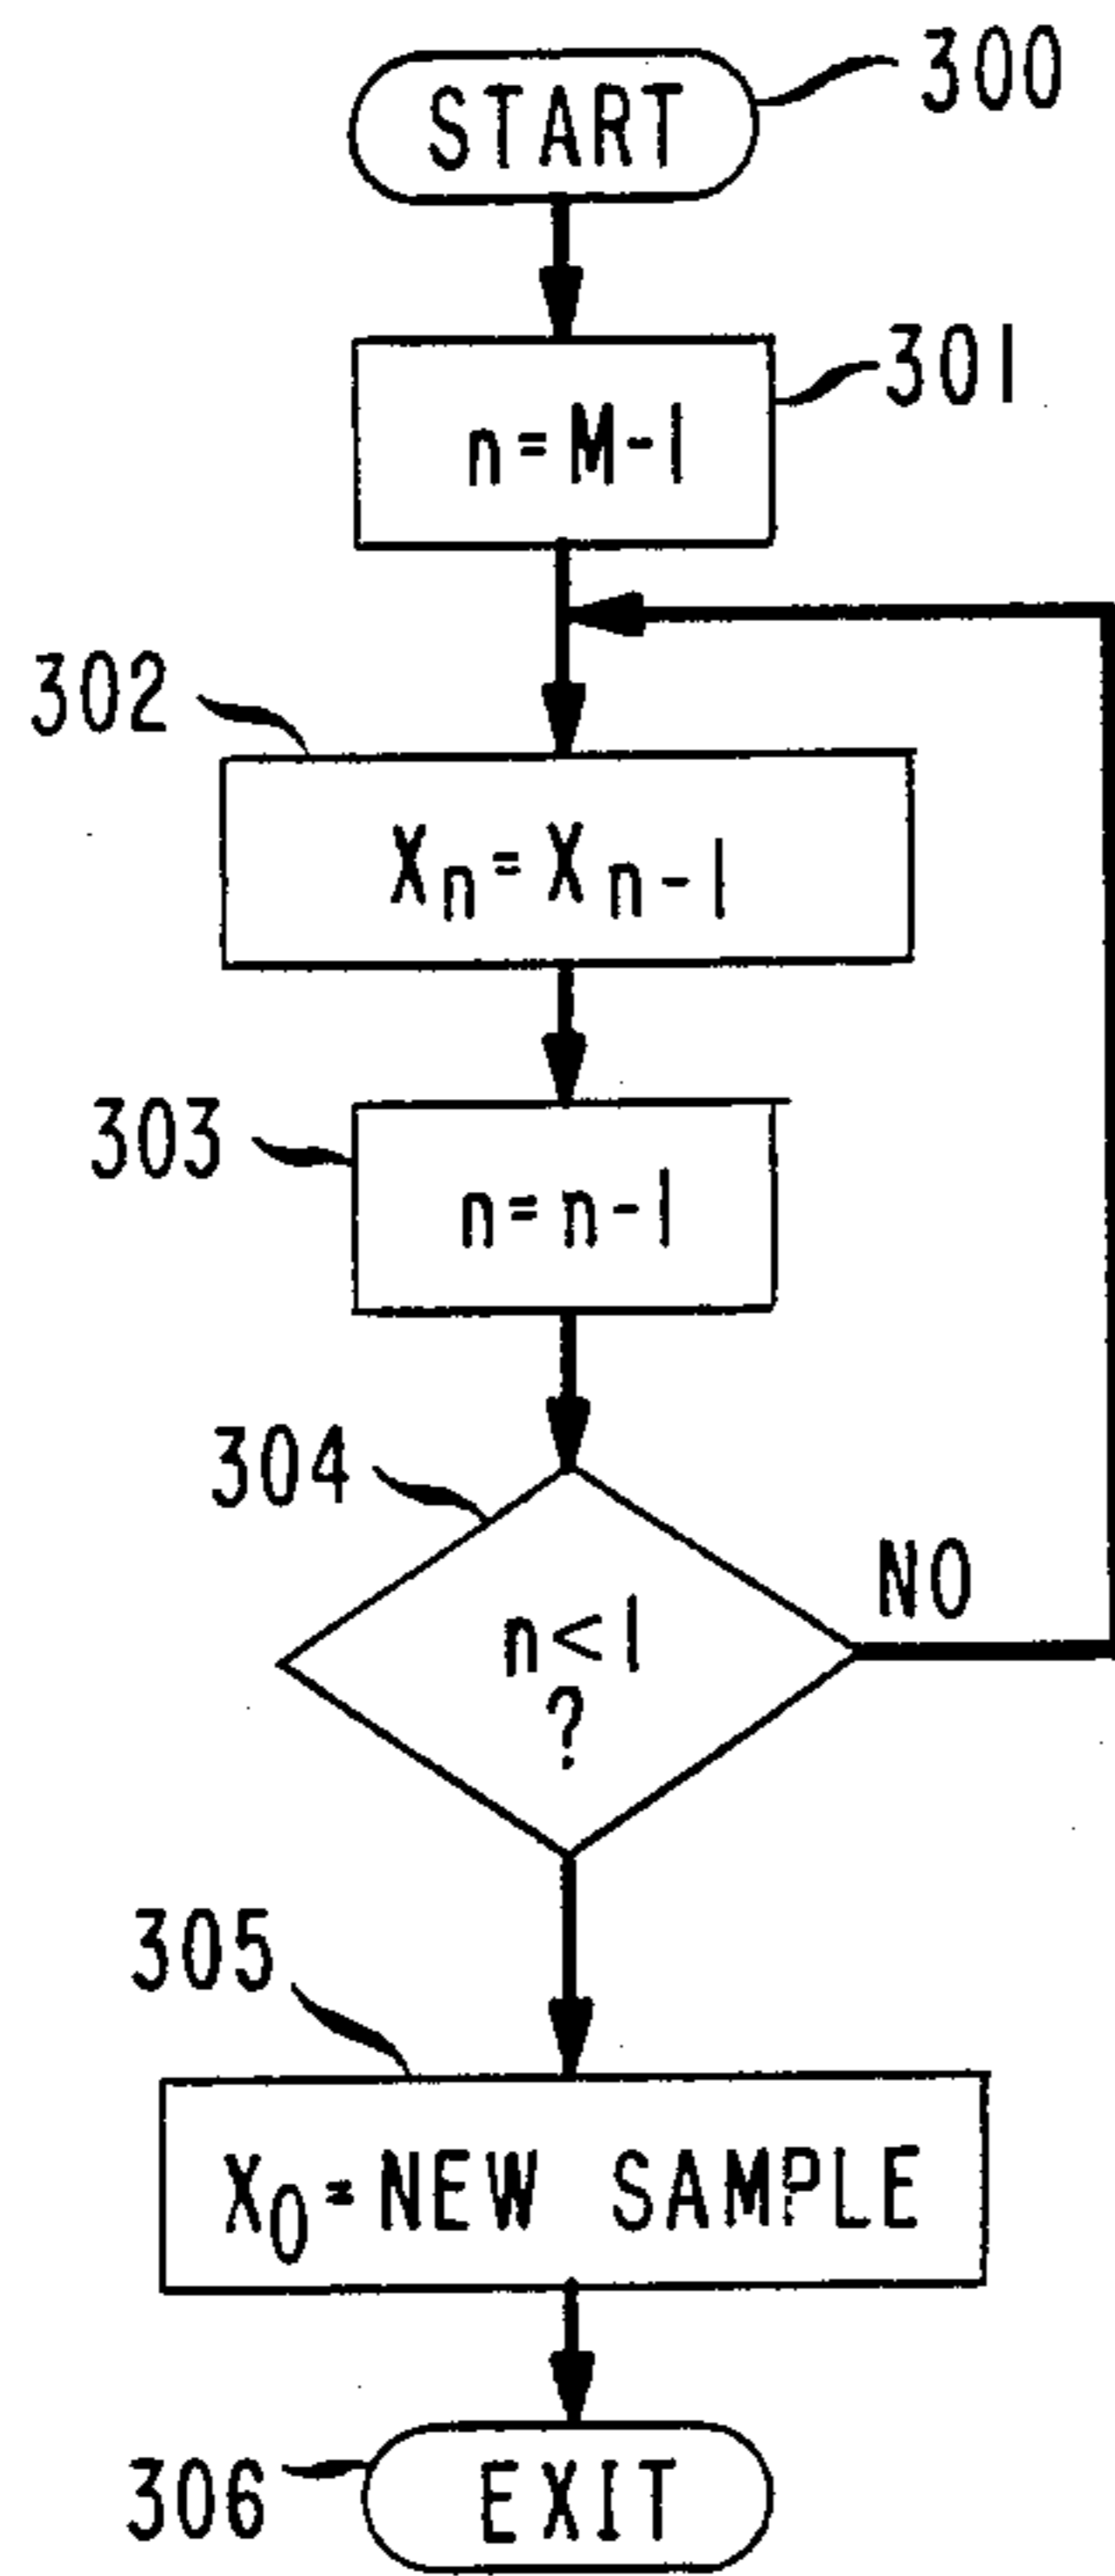 START
300
301
n=M-1
302
Xn=Xn-1
303
n=n-1
304
NO
n<1
?
305
X0=NEW SAMPLE
306
EXIT